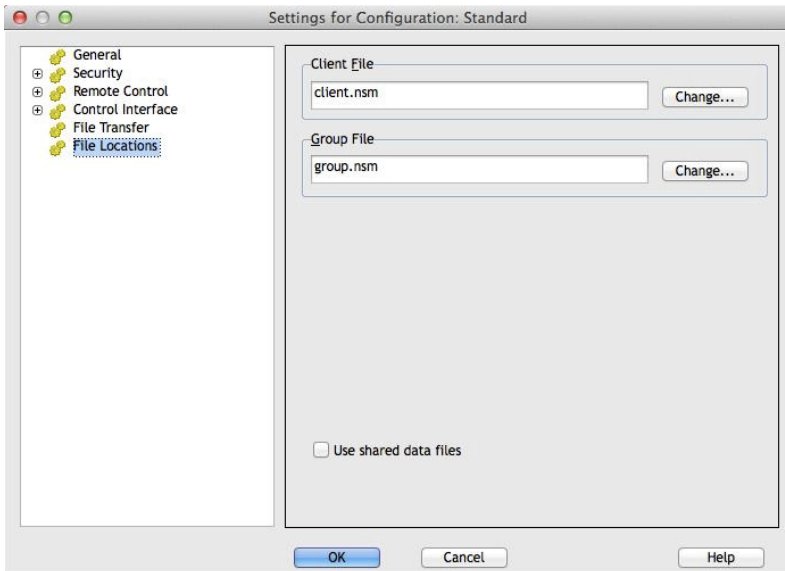 Settings for Configuration: Standard
General
Security
Remote Control
Control Interface
File Transfer
File Locations
Client File
client.nsm
Change...
Group File
group.nsm
Change...
Use shared data files
OK
Cancel
Help